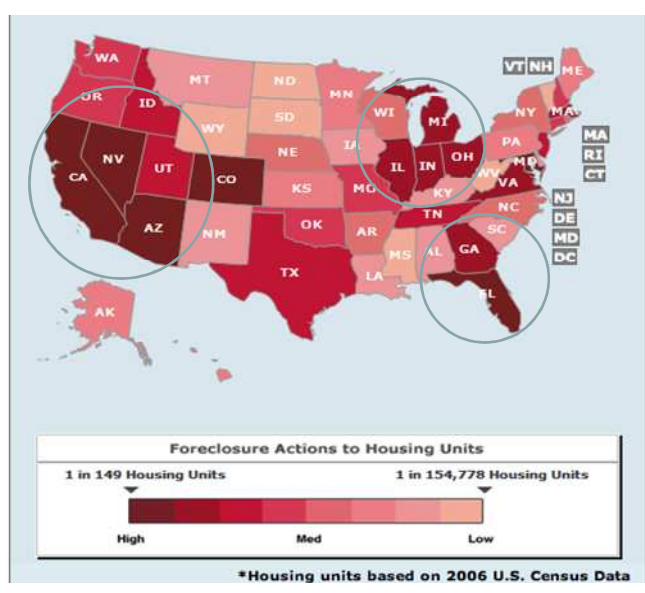 WA
VT NH
ME
MT
ND
OR
MN
ID
WI
MI
NY
MA
SD
WY
MA
IA
PA
RI
NE
NV
IL
IN
OH
MD
CT
UT
WV
CA
CO
VA
KS
MO
KY
NJ
NC
DE
TN
AZ
OK
SC
MD
NM
AR
DC
MS
AL
GA
TX
LA
FL
AK
Foreclosure Actions to Housing Units
1 in 149 Housing Units 1 in 154,778 Housing Units
High Med Low
*Housing units based on 2006 U.S. Census Data